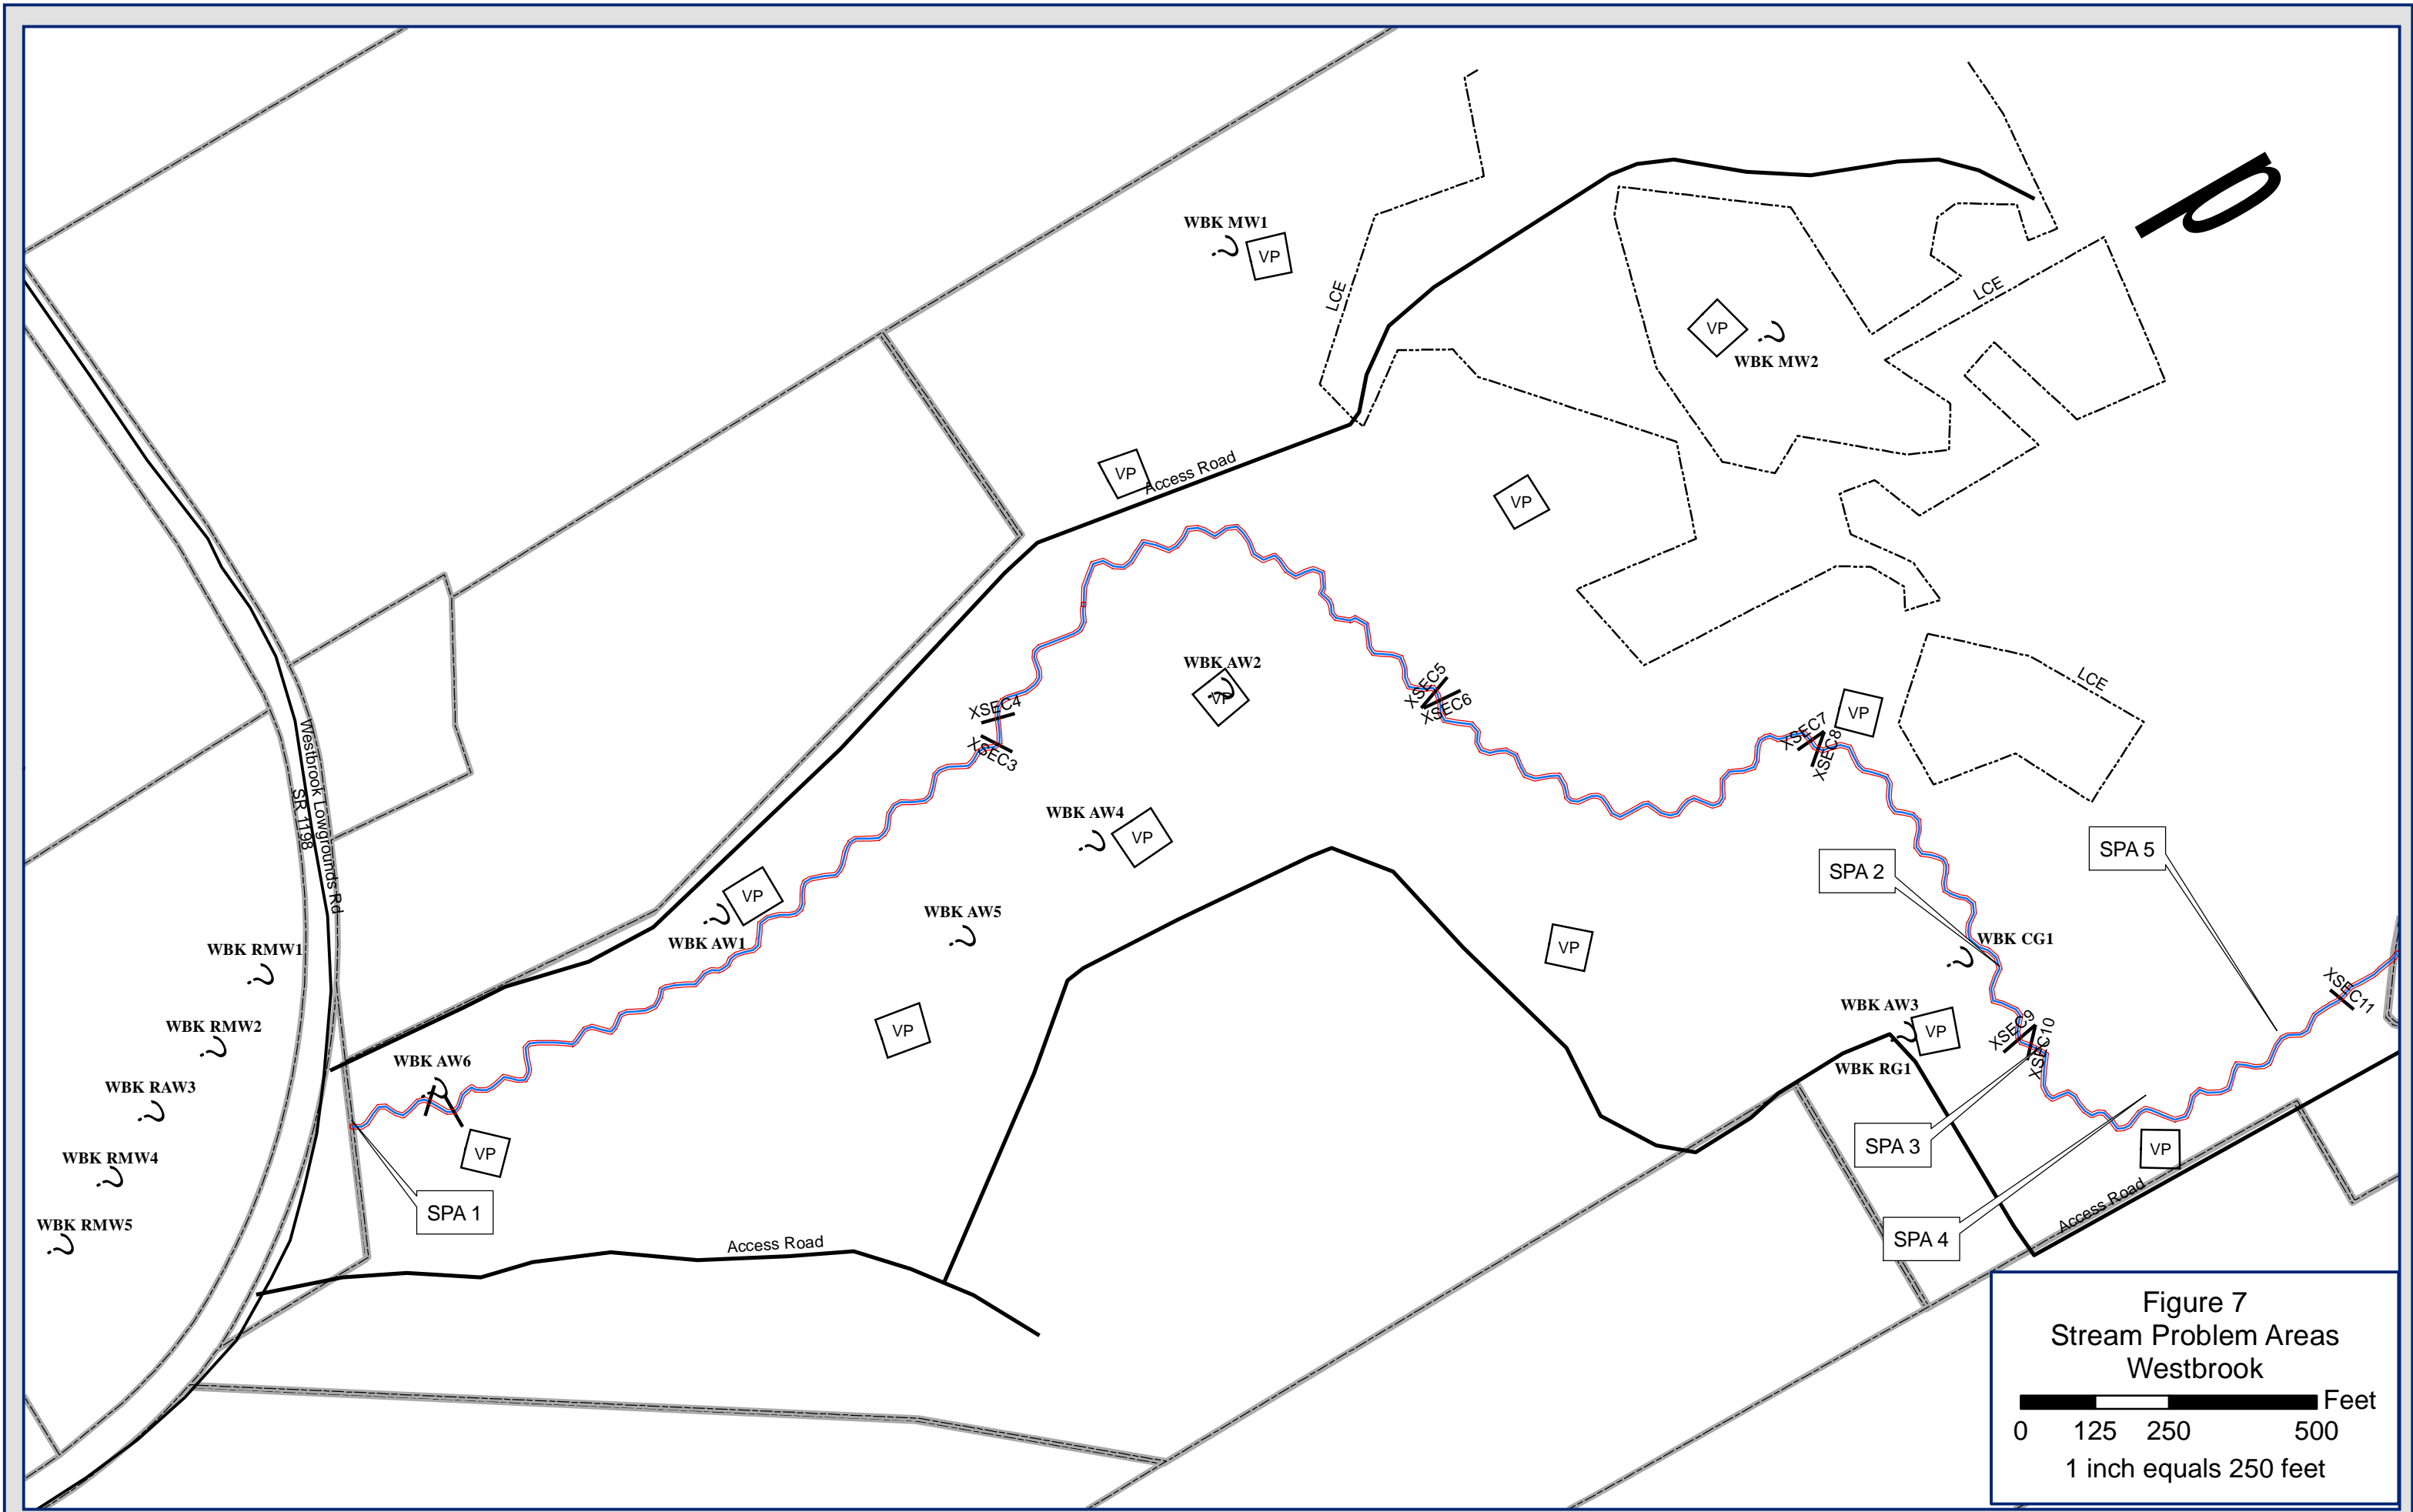 WBK MW1
VP
LCE
LCE
VP
WBK MW2
VP
Access Road
VP
WBK AW2
VP
XSEC5
XSEC6
LCE
XSEC4
XSEC3
XSEC7
XSEC8
VP
Westbrook Lowgrounds Rd
SR 1198
WBK AW4
VP
SPA 2
SPA 5
VP
WBK AW1
WBK AW5
VP
WBK CG1
WBK RMW1
WBK RMW2
VP
WBK AW3
VP
XSEC9
XSEC10
XSEC11
WBK AW6
WBK RG1
WBK RAW3
WBK RMW4
VP
SPA 3
VP
SPA 1
WBK RMW5
SPA 4
Access Road
Access Road
Figure 7
Stream Problem Areas
Westbrook
Feet
0 125 250 500
1 inch equals 250 feet